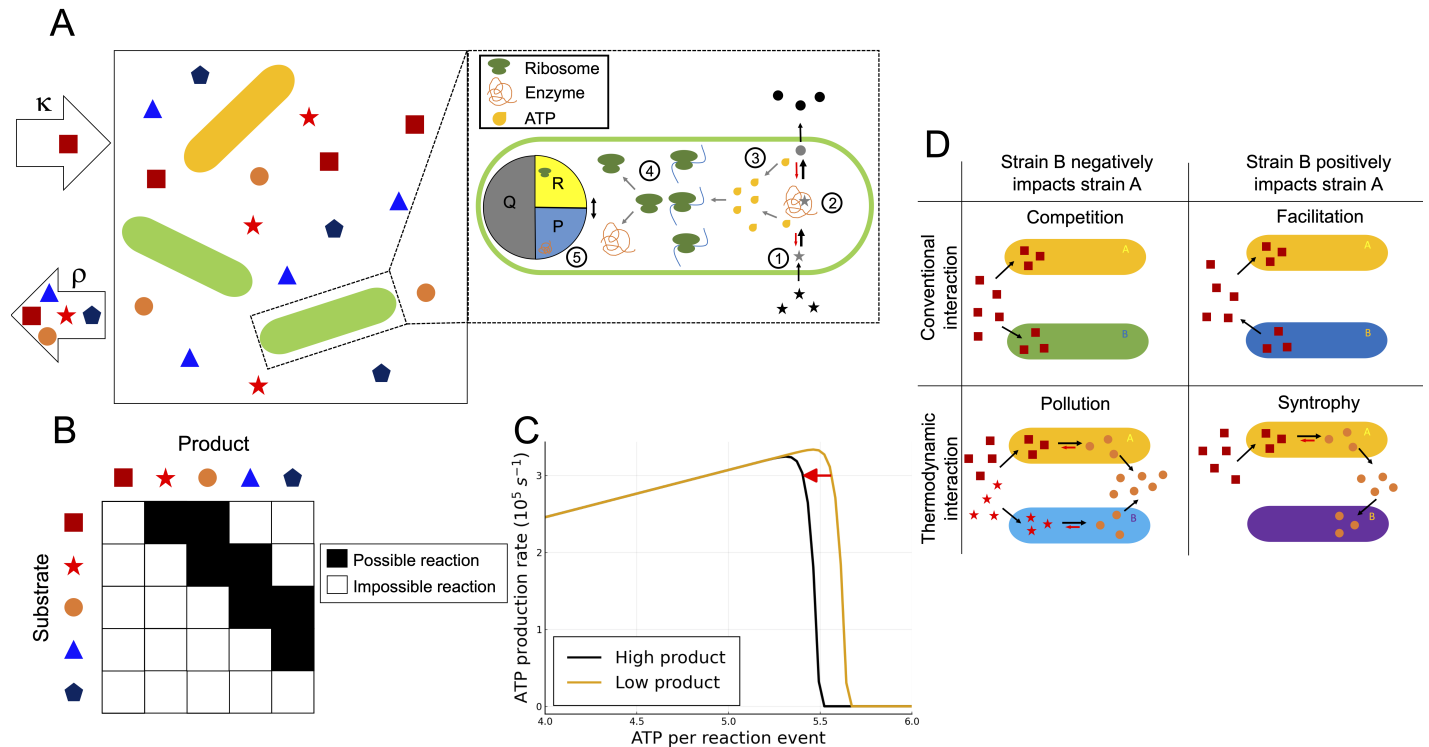 A
κ
ρ
Ribosome
Enzyme
ATP
Q
R
P
1
2
3
4
5
B
Product
Substrate
Possible reaction
Impossible reaction
C
ATP production rate (10⁵ s⁻¹)
3
2
1
0
High product
Low product
4.0
4.5
5.0
5.5
6.0
ATP per reaction event
D
Strain B negatively
impacts strain A
Strain B positively
impacts strain A
Conventional
interaction
Competition
A
B
Facilitation
A
B
Thermodynamic
interaction
Pollution
A
B
Syntrophy
A
B